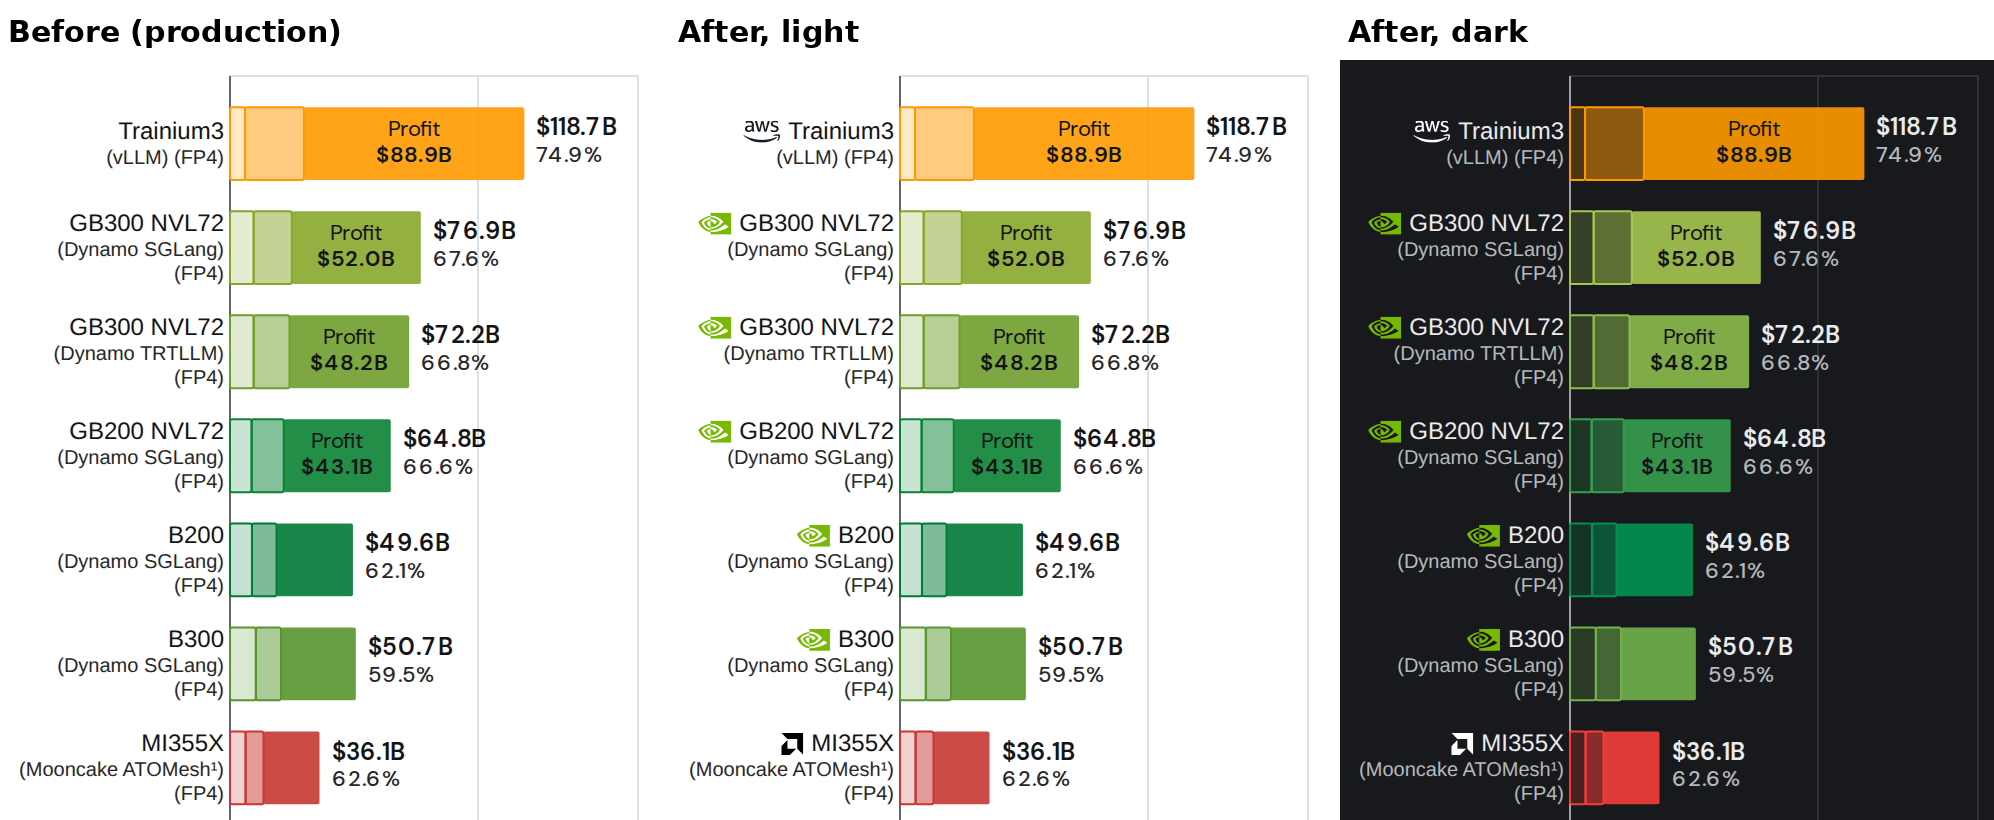 Before (production)
Trainium3
(vLLM) (FP4)
Profit
$88.9B
$118.7B
74.9%
GB300 NVL72
(Dynamo SGLang)
(FP4)
Profit
$52.0B
$76.9B
67.6%
GB300 NVL72
(Dynamo TRTLLM)
(FP4)
Profit
$48.2B
$72.2B
66.8%
GB200 NVL72
(Dynamo SGLang)
(FP4)
Profit
$43.1B
$64.8B
66.6%
B200
(Dynamo SGLang)
(FP4)
$49.6B
62.1%
B300
(Dynamo SGLang)
(FP4)
$50.7B
59.5%
MI355X
(Mooncake ATOMesh¹)
(FP4)
$36.1B
62.6%
After, light
aws Trainium3
(vLLM) (FP4)
Profit
$88.9B
$118.7B
74.9%
GB300 NVL72
(Dynamo SGLang)
(FP4)
Profit
$52.0B
$76.9B
67.6%
GB300 NVL72
(Dynamo TRTLLM)
(FP4)
Profit
$48.2B
$72.2B
66.8%
GB200 NVL72
(Dynamo SGLang)
(FP4)
Profit
$43.1B
$64.8B
66.6%
B200
(Dynamo SGLang)
(FP4)
$49.6B
62.1%
B300
(Dynamo SGLang)
(FP4)
$50.7B
59.5%
MI355X
(Mooncake ATOMesh¹)
(FP4)
$36.1B
62.6%
After, dark
aws Trainium3
(vLLM) (FP4)
Profit
$88.9B
$118.7B
74.9%
GB300 NVL72
(Dynamo SGLang)
(FP4)
Profit
$52.0B
$76.9B
67.6%
GB300 NVL72
(Dynamo TRTLLM)
(FP4)
Profit
$48.2B
$72.2B
66.8%
GB200 NVL72
(Dynamo SGLang)
(FP4)
Profit
$43.1B
$64.8B
66.6%
B200
(Dynamo SGLang)
(FP4)
$49.6B
62.1%
B300
(Dynamo SGLang)
(FP4)
$50.7B
59.5%
MI355X
(Mooncake ATOMesh¹)
(FP4)
$36.1B
62.6%